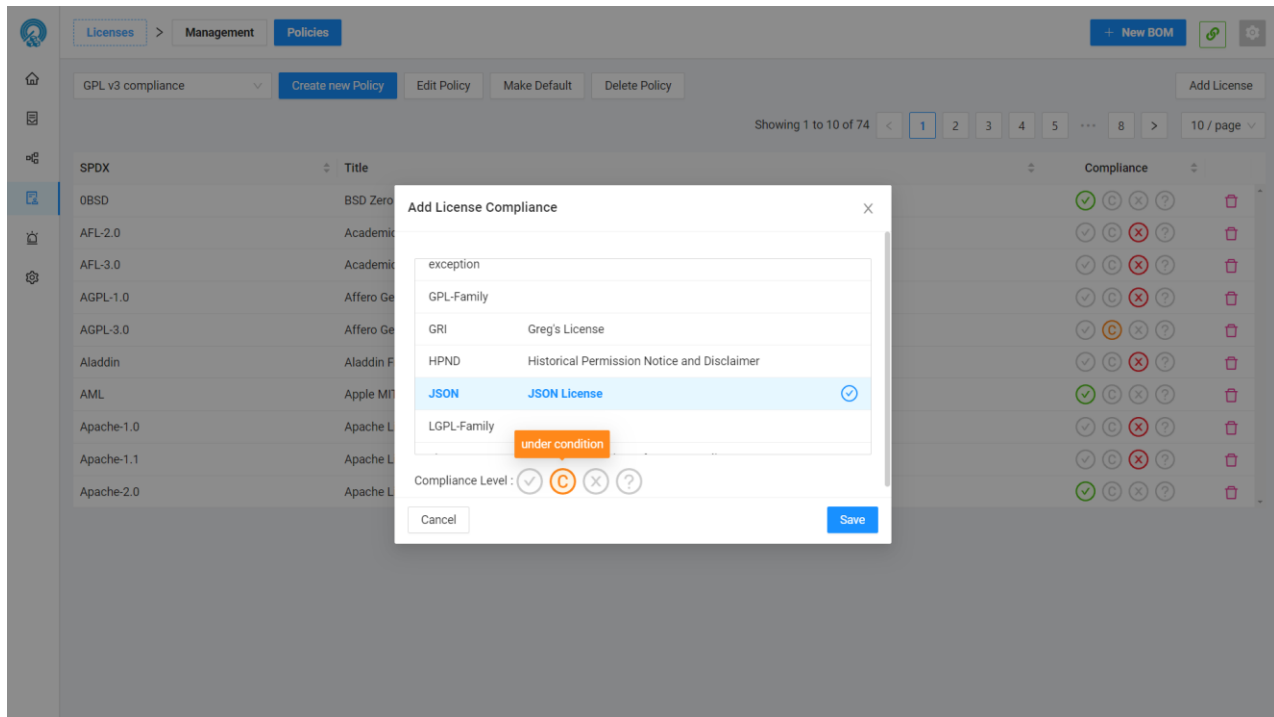 Licenses > Management Policies
+ New BOM
GPL v3 compliance Create new Policy Edit Policy Make Default Delete Policy Add License
Showing 1 to 10 of 74 < 1 2 3 4 5 ••• 8 > 10 / page
SPDX Title Compliance
0BSD BSD Zero
AFL-2.0 Academic
AFL-3.0 Academic
AGPL-1.0 Affero Ge
AGPL-3.0 Affero Ge
Aladdin Aladdin F
AML Apple MIT
Apache-1.0 Apache L
Apache-1.1 Apache L
Apache-2.0 Apache L
Add License Compliance
exception
GPL-Family
GRI Greg's License
HPND Historical Permission Notice and Disclaimer
JSON JSON License
LGPL-Family
under condition
Compliance Level : C ?
Cancel Save